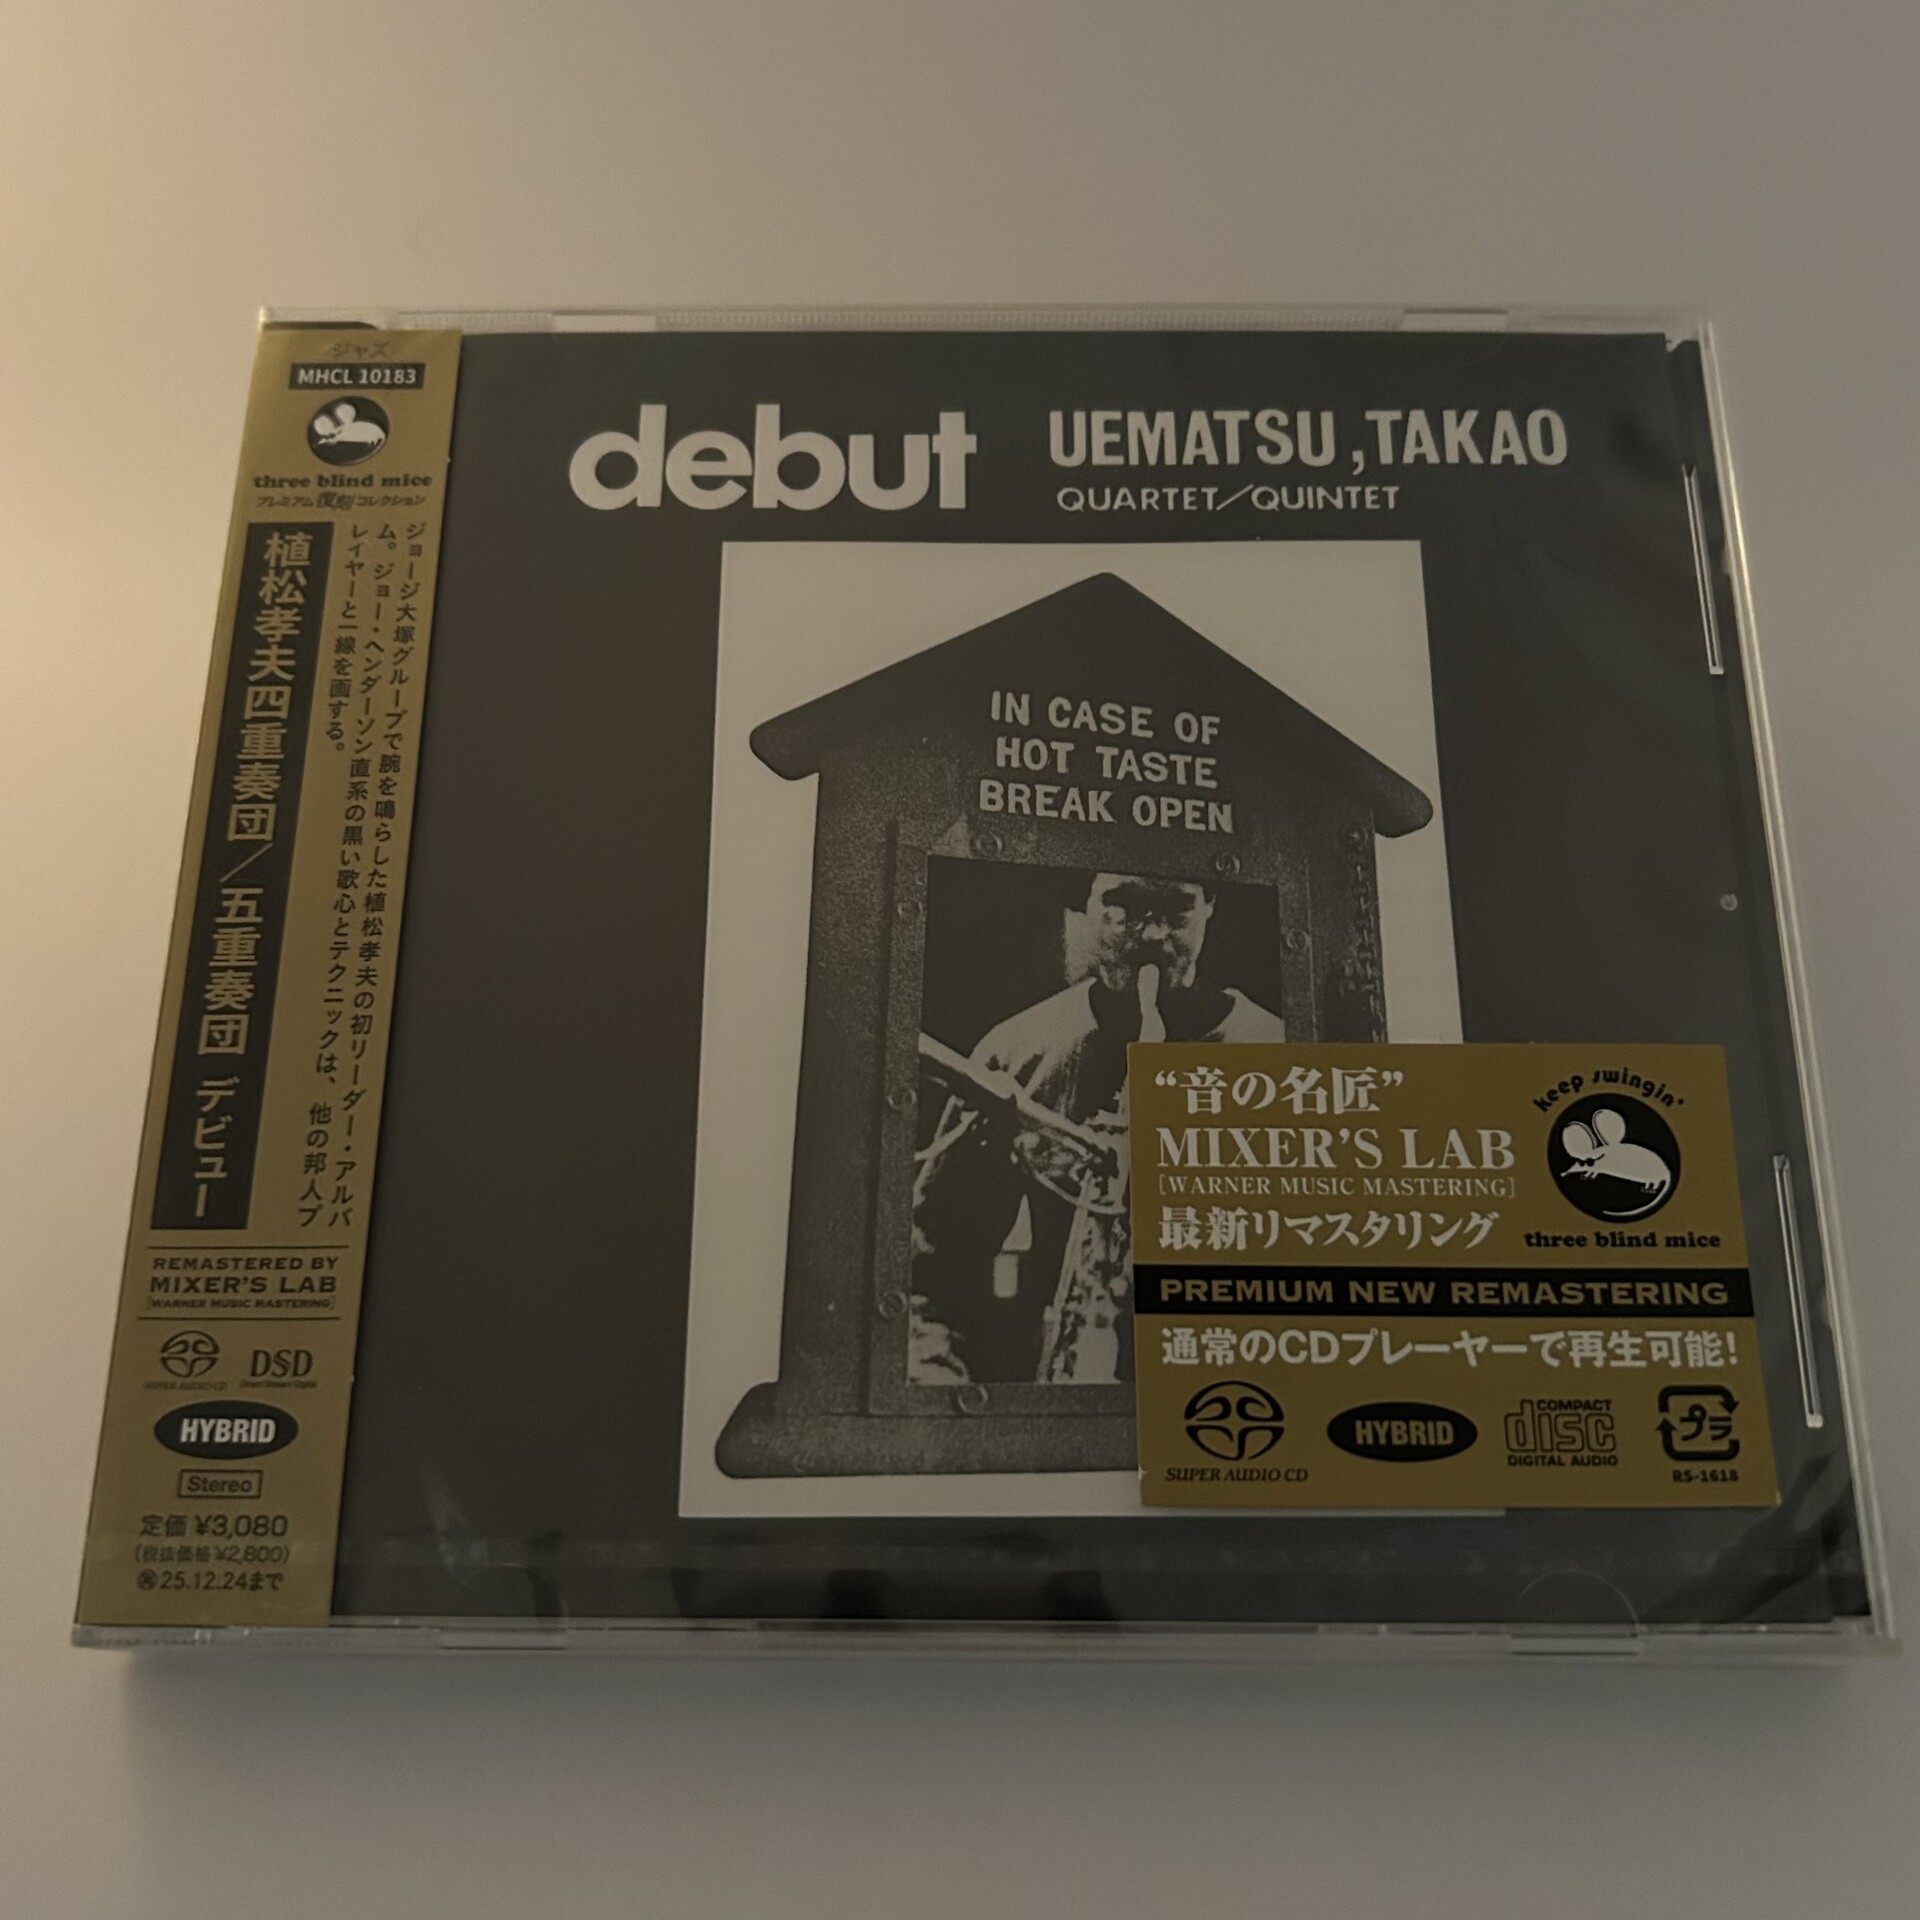 ジャズ
MHCL 10183
three blind mice
プレミアム復刻コレクション
ジョージ大塚グループで腕を鳴らした植松孝夫の初リーダー・アルバ
ム。ジョー・ヘンダーソン直系の黒い歌心とテクニックは、他の邦人プ
レイヤーと一線を画する。
植松孝夫四重奏団／五重奏団 デビュー
REMASTERED BY
MIXER'S LAB
[WARNER MUSIC MASTERING]
SUPER AUDIO CD
DSD
Direct Stream Digital
HYBRID
Stereo
定価 ¥3,080
(税抜価格 ¥2,800)
25.12.24まで
debut
UEMATSU,TAKAO
QUARTET/QUINTET
IN CASE OF
HOT TASTE
BREAK OPEN
“音の名匠”
MIXER'S LAB
[WARNER MUSIC MASTERING]
最新リマスタリング
keep swingin'
three blind mice
PREMIUM NEW REMASTERING
通常のCDプレーヤーで再生可能!
SUPER AUDIO CD
HYBRID
COMPACT
disc
DIGITAL AUDIO
プラ
RS-1618